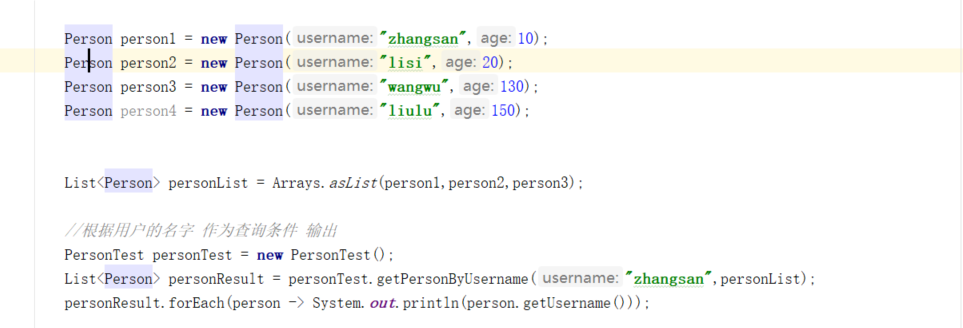 Person person1 = new Person( username: "zhangsan", age: 10);
Person person2 = new Person( username: "lisi", age: 20);
Person person3 = new Person( username: "wangwu", age: 130);
Person person4 = new Person( username: "liulu", age: 150);
List<Person> personList = Arrays.asList(person1,person2,person3);
//根据用户的名字 作为查询条件 输出
PersonTest personTest = new PersonTest();
List<Person> personResult = personTest.getPersonByUsername( username: "zhangsan",personList);
personResult.forEach(person -> System.out.println(person.getUsername()));